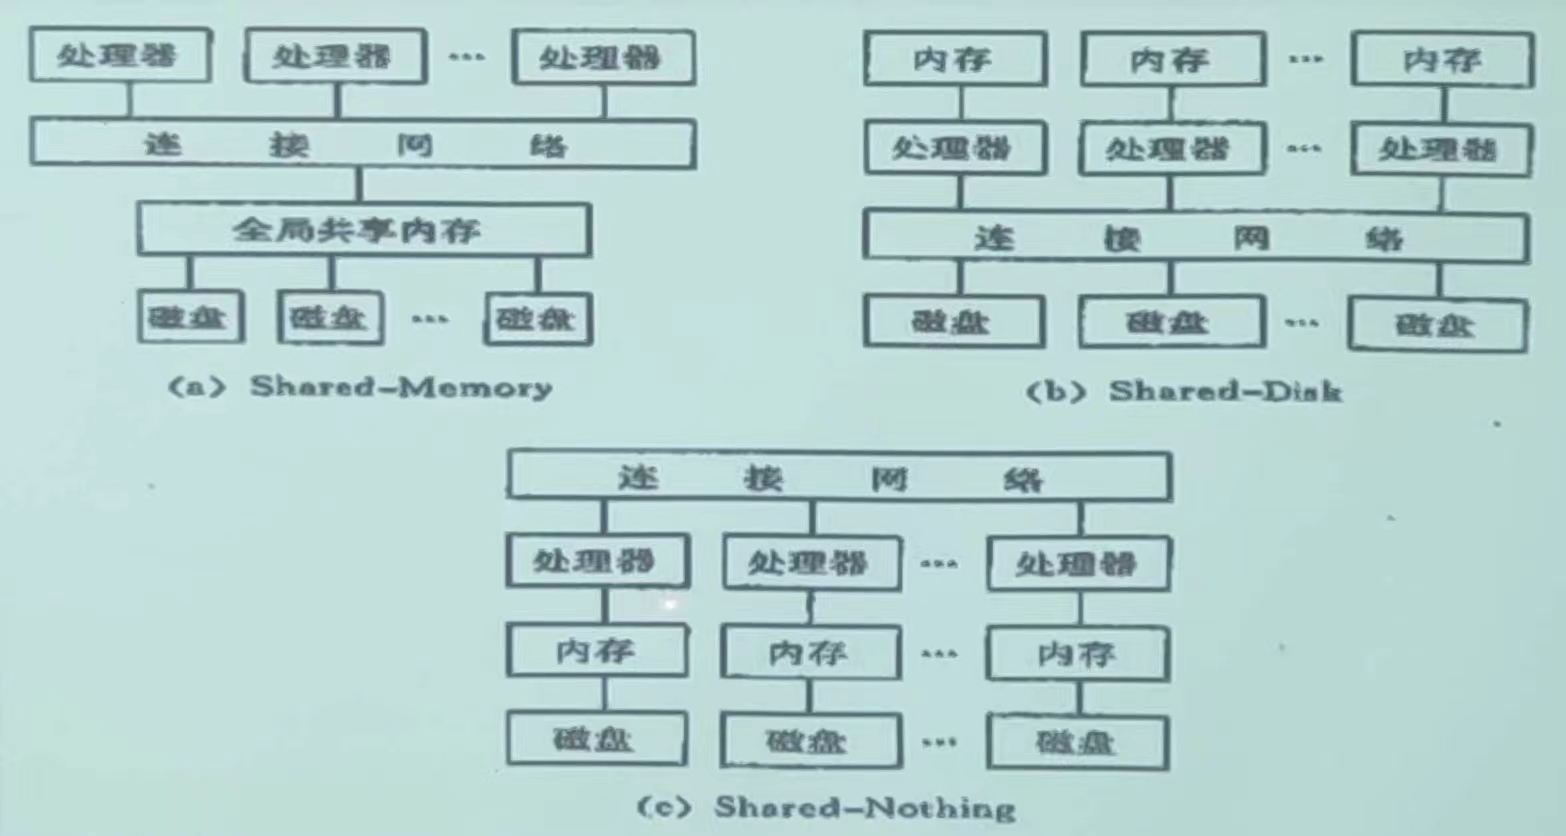 处理器 处理器 … 处理器
连接网络
全局共享内存
磁盘 磁盘 … 磁盘
(a) Shared-Memory
内存 内存 … 内存
处理器 处理器 … 处理器
连接网络
磁盘 磁盘 … 磁盘
(b) Shared-Disk
连接网络
处理器 处理器 … 处理器
内存 内存 … 内存
磁盘 磁盘 … 磁盘
(c) Shared-Nothing